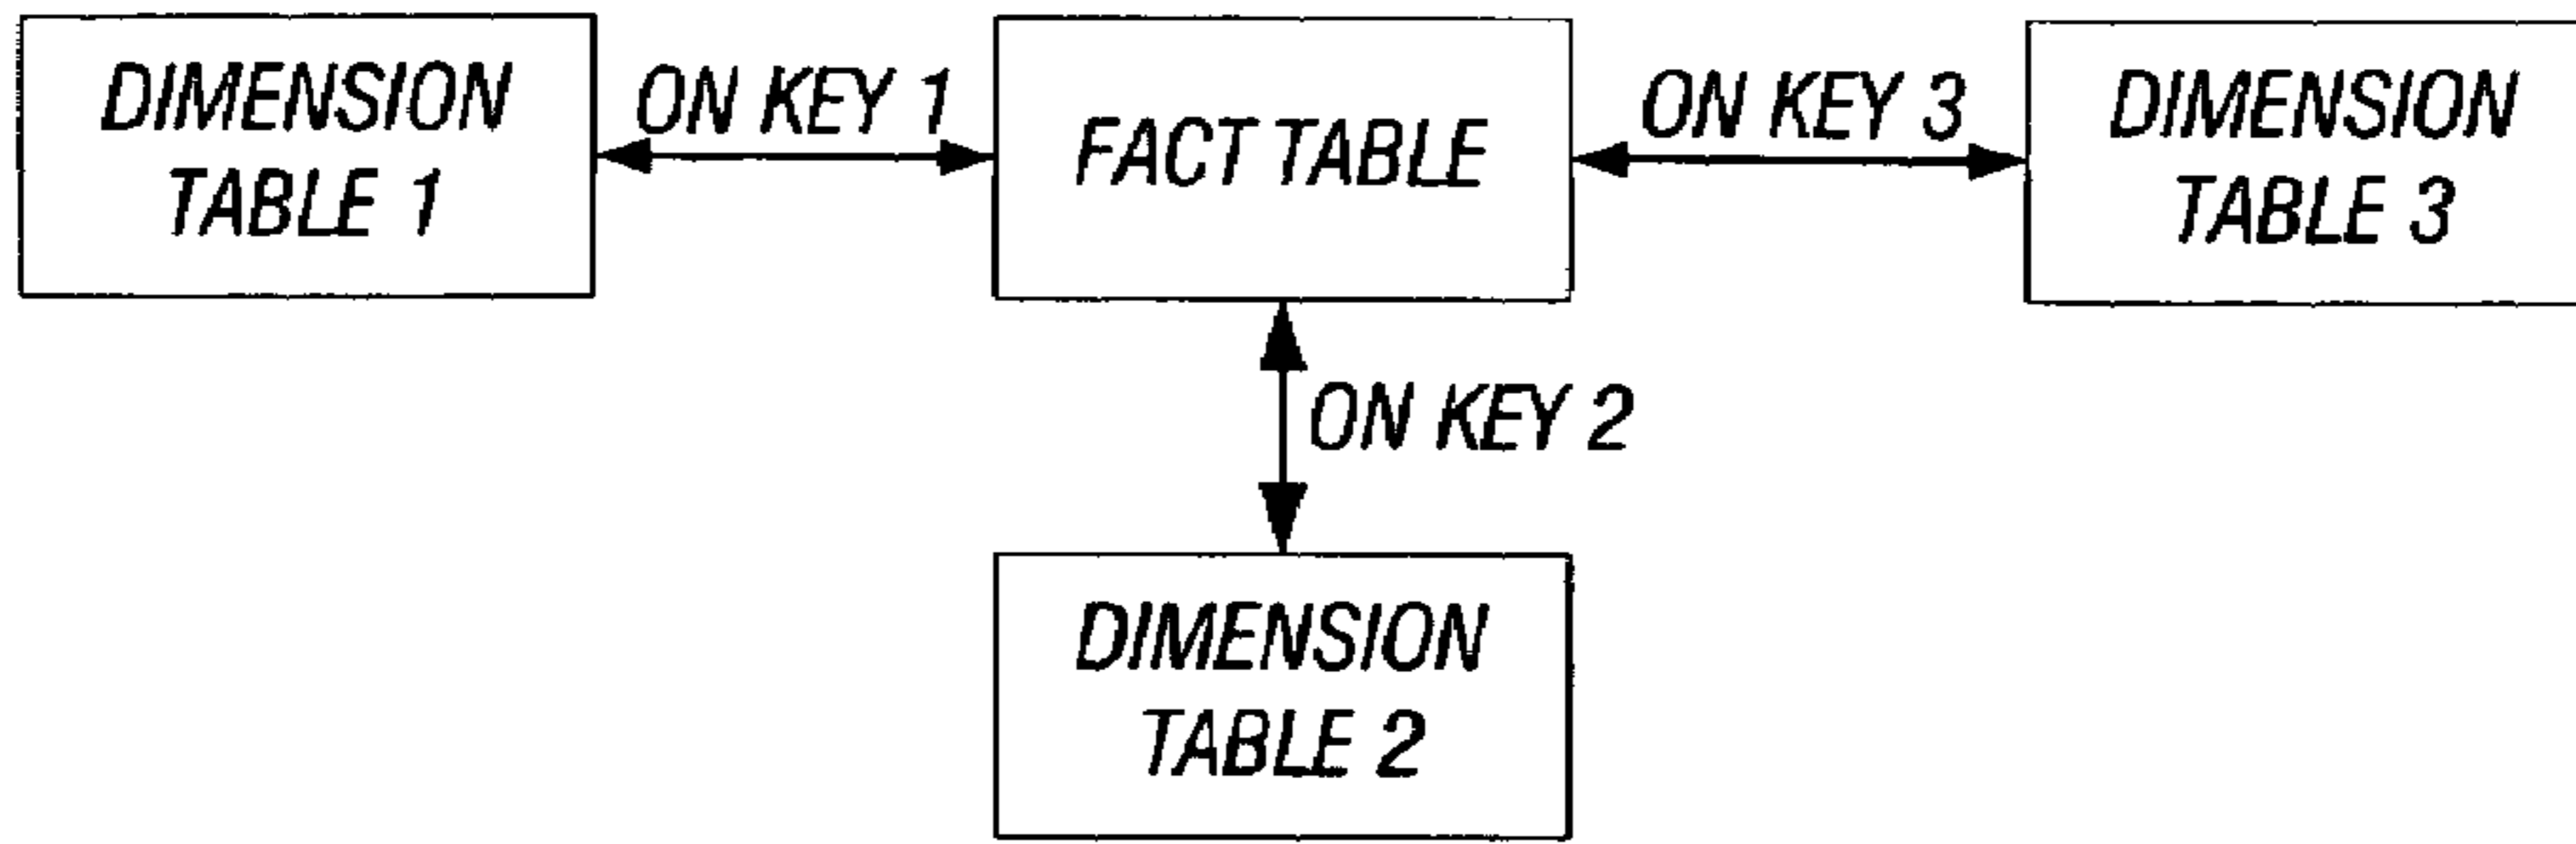 DIMENSION
TABLE 1
ON KEY 1
FACT TABLE
ON KEY 3
DIMENSION
TABLE 3
ON KEY 2
DIMENSION
TABLE 2